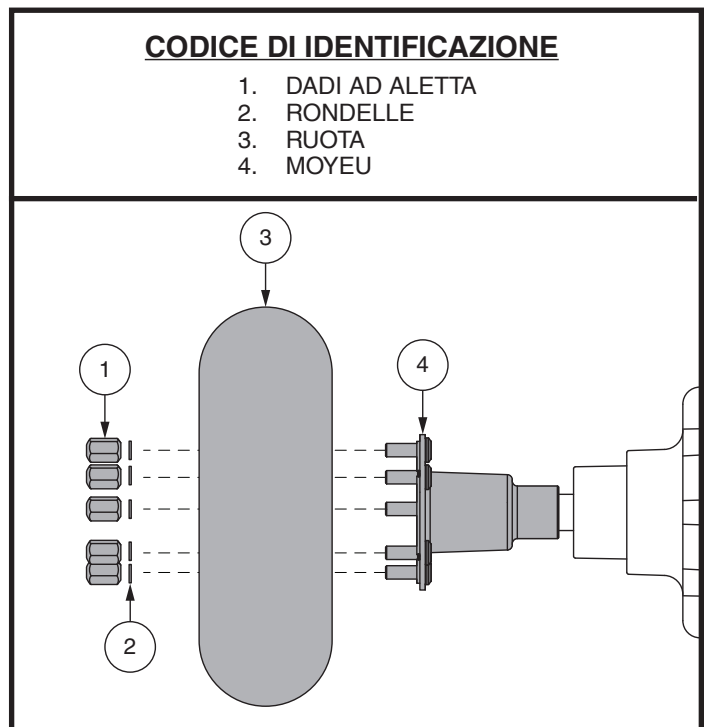 CODICE DI IDENTIFICAZIONE
1. DADI AD ALETTA
2. RONDELLE
3. RUOTA
4. MOYEU
3
1
4
2